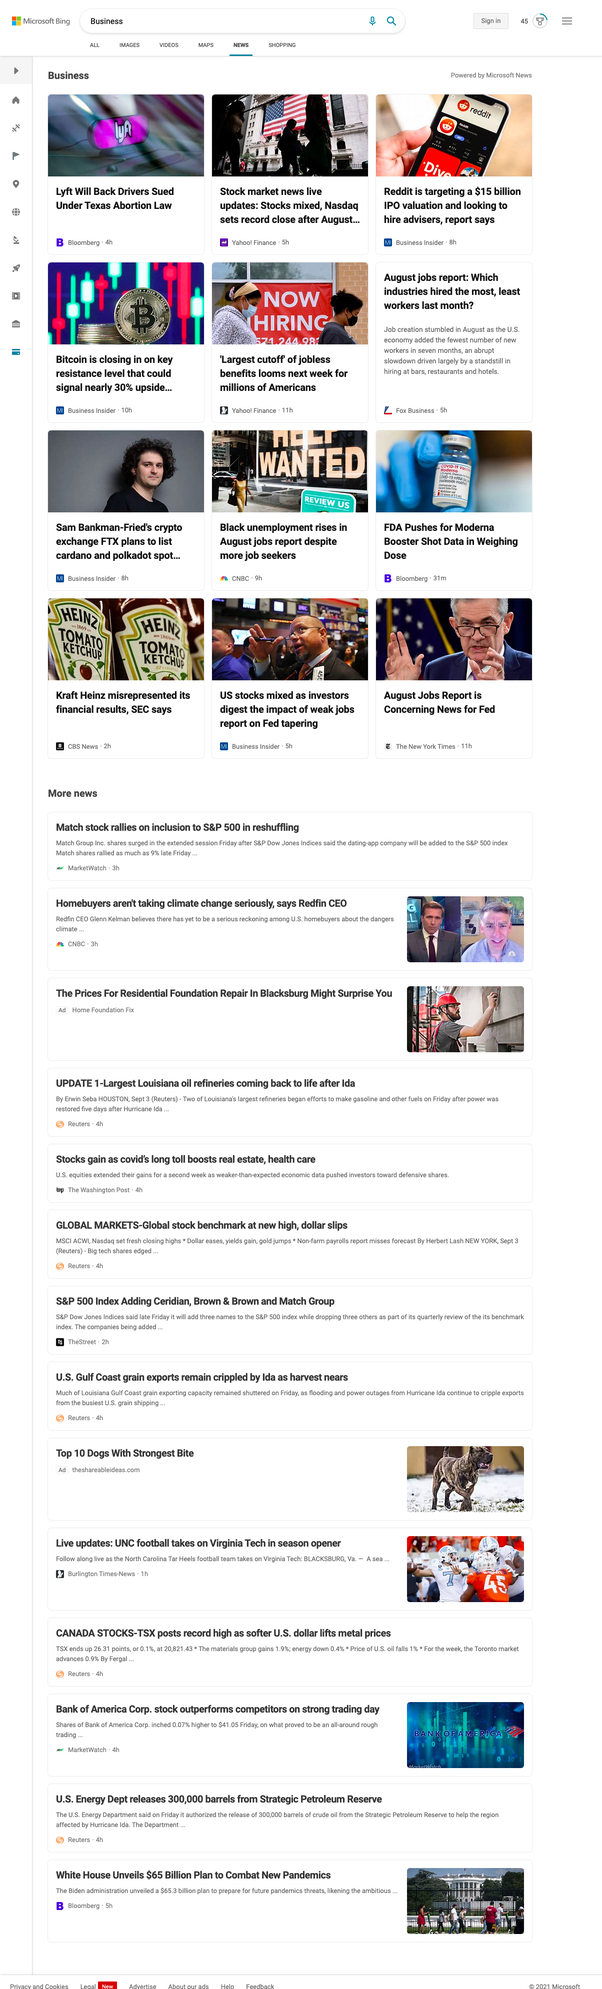 Microsoft Bing
Business
Sign in
45
ALL IMAGES VIDEOS MAPS NEWS SHOPPING
Business
Powered by Microsoft News
Lyft Will Back Drivers Sued
Under Texas Abortion Law
Bloomberg · 4h
Stock market news live
updates: Stocks mixed, Nasdaq
sets record close after August...
Yahoo! Finance · 5h
reddit
Reddit
Dive
Reddit is targeting a $15 billion
IPO valuation and looking to
hire advisers, report says
Business Insider · 8h
Bitcoin is closing in on key
resistance level that could
signal nearly 30% upside...
Business Insider · 10h
NOW
HIRING
571 244 98
'Largest cutoff' of jobless
benefits looms next week for
millions of Americans
Yahoo! Finance · 11h
August jobs report: Which
industries hired the most, least
workers last month?
Job creation stumbled in August as the U.S.
economy added the fewest number of new
workers in seven months, an abrupt
slowdown driven largely by a standstill in
hiring at bars, restaurants and hotels.
Fox Business · 5h
Sam Bankman-Fried's crypto
exchange FTX plans to list
cardano and polkadot spot...
Business Insider · 8h
HELP
WANTED
REVIEW US
Black unemployment rises in
August jobs report despite
more job seekers
CNBC · 9h
FDA Pushes for Moderna
Booster Shot Data in Weighing
Dose
Bloomberg · 31m
HEINZ
TOMATO
KETCHUP
HEINZ
TOMATO
KETCHUP
Kraft Heinz misrepresented its
financial results, SEC says
CBS News · 2h
US stocks mixed as investors
digest the impact of weak jobs
report on Fed tapering
Business Insider · 5h
August Jobs Report is
Concerning News for Fed
The New York Times · 11h
More news
Match stock rallies on inclusion to S&P 500 in reshuffling
Match Group Inc. shares surged in the extended session Friday after S&P Dow Jones Indices said the dating-app company will be added to the S&P 500 index
Match shares rallied as much as 9% late Friday ...
MarketWatch · 3h
Homebuyers aren't taking climate change seriously, says Redfin CEO
Redfin CEO Glenn Kelman believes there has yet to be a serious reckoning among U.S. homebuyers about the dangers
climate ...
CNBC · 3h
The Prices For Residential Foundation Repair In Blacksburg Might Surprise You
Ad Home Foundation Fix
UPDATE 1-Largest Louisiana oil refineries coming back to life after Ida
By Erwin Seba HOUSTON, Sept 3 (Reuters) - Two of Louisiana's largest refineries began efforts to make gasoline and other fuels on Friday after power was
restored five days after Hurricane Ida ...
Reuters · 4h
Stocks gain as covid's long toll boosts real estate, health care
U.S. equities extended their gains for a second week as weaker-than-expected economic data pushed investors toward defensive shares.
The Washington Post · 4h
GLOBAL MARKETS-Global stock benchmark at new high, dollar slips
MSCI ACWI, Nasdaq set fresh closing highs * Dollar eases, yields gain, gold jumps * Non-farm payrolls report misses forecast By Herbert Lash NEW YORK, Sept 3
(Reuters) - Big tech shares edged ...
Reuters · 4h
S&P 500 Index Adding Ceridian, Brown & Brown and Match Group
S&P Dow Jones Indices said late Friday it will add three names to the S&P 500 index while dropping three others as part of its quarterly review of the its benchmark
index. The companies being added ...
TheStreet · 2h
U.S. Gulf Coast grain exports remain crippled by Ida as harvest nears
Much of Louisiana Gulf Coast grain exporting capacity remained shuttered on Friday, as flooding and power outages from Hurricane Ida continue to cripple exports
from the busiest U.S. grain shipping ...
Reuters · 4h
Top 10 Dogs With Strongest Bite
Ad theshareableideas.com
Live updates: UNC football takes on Virginia Tech in season opener
Follow along live as the North Carolina Tar Heels football team takes on Virginia Tech: BLACKSBURG, Va. — A sea ...
Burlington Times-News · 1h
7
45
CANADA STOCKS-TSX posts record high as softer U.S. dollar lifts metal prices
TSX ends up 26.31 points, or 0.1%, at 20,821.43 * The materials group gains 1.9%; energy down 0.4% * Price of U.S. oil falls 1% * For the week, the Toronto market
advances 0.9% By Fergal ...
Reuters · 4h
Bank of America Corp. stock outperforms competitors on strong trading day
Shares of Bank of America Corp. inched 0.07% higher to $41.05 Friday, on what proved to be an all-around rough
trading ...
MarketWatch · 4h
BANK OF AMERICA
MarketWatch
U.S. Energy Dept releases 300,000 barrels from Strategic Petroleum Reserve
The U.S. Energy Department said on Friday it authorized the release of 300,000 barrels of crude oil from the Strategic Petroleum Reserve to help the region
affected by Hurricane Ida. The Department ...
Reuters · 4h
White House Unveils $65 Billion Plan to Combat New Pandemics
The Biden administration unveiled a $65.3 billion plan to prepare for future pandemics threats, likening the ambitious ...
Bloomberg · 5h
Privacy and Cookies Legal New Advertise About our ads Help Feedback
© 2021 Microsoft